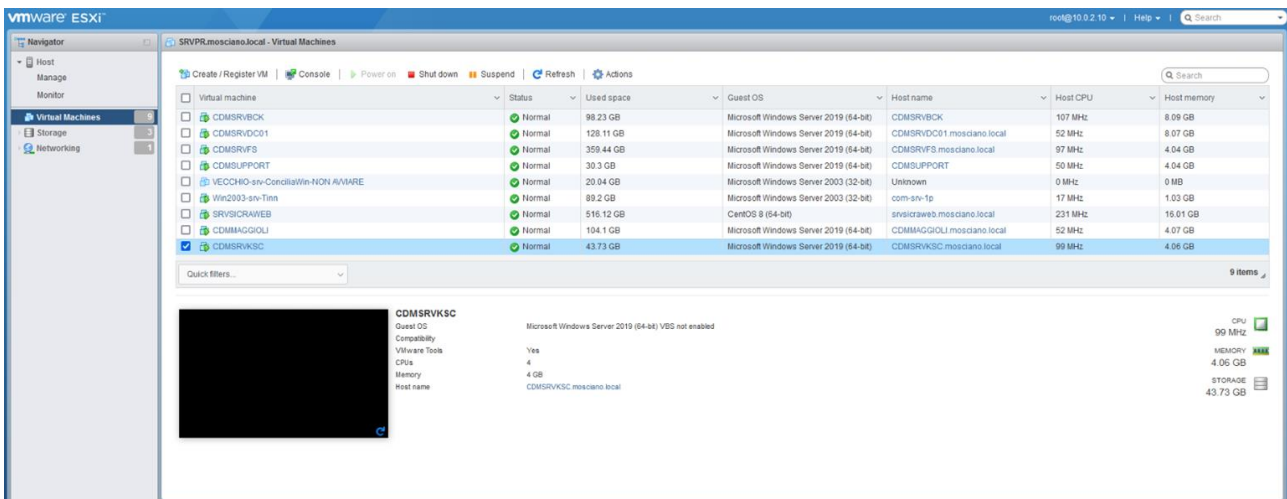 vmware ESXi™ root@10.0.2.10 | Help | Search
Navigator SRVPR.mosciano.local - Virtual Machines
Host
Manage
Monitor
Virtual Machines 9
Storage 3
Networking 1
Create / Register VM | Console | Power on Shut down Suspend | Refresh | Actions Search
Virtual machine Status Used space Guest OS Host name Host CPU Host memory
CDMSRVBCK Normal 98.23 GB Microsoft Windows Server 2019 (64-bit) CDMSRVBCK 107 MHz 8.09 GB
CDMSRVDC01 Normal 128.11 GB Microsoft Windows Server 2019 (64-bit) CDMSRVDC01.mosciano.local 52 MHz 8.07 GB
CDMSRVFS Normal 359.44 GB Microsoft Windows Server 2019 (64-bit) CDMSRVFS.mosciano.local 97 MHz 4.04 GB
CDMSUPPORT Normal 30.3 GB Microsoft Windows Server 2019 (64-bit) CDMSUPPORT 50 MHz 4.04 GB
VECCHIO-srv-ConciliaWin-NON AVVIARE Normal 20.04 GB Microsoft Windows Server 2003 (32-bit) Unknown 0 MHz 0 MB
Win2003-srv-Tinn Normal 89.2 GB Microsoft Windows Server 2003 (32-bit) com-srv-1p 17 MHz 1.03 GB
SRVSICRAWEB Normal 516.12 GB CentOS 8 (64-bit) srvsicraweb.mosciano.local 231 MHz 16.01 GB
CDMMAGGIOLI Normal 104.1 GB Microsoft Windows Server 2019 (64-bit) CDMMAGGIOLI.mosciano.local 52 MHz 4.07 GB
CDMSRVKSC Normal 43.73 GB Microsoft Windows Server 2019 (64-bit) CDMSRVKSC.mosciano.local 99 MHz 4.06 GB
Quick filters... 9 items
CDMSRVKSC
Guest OS Microsoft Windows Server 2019 (64-bit) VBS not enabled
Compatibility
VMware Tools Yes
CPUs 4
Memory 4 GB
Host name CDMSRVKSC.mosciano.local
CPU
99 MHz
MEMORY
4.06 GB
STORAGE
43.73 GB